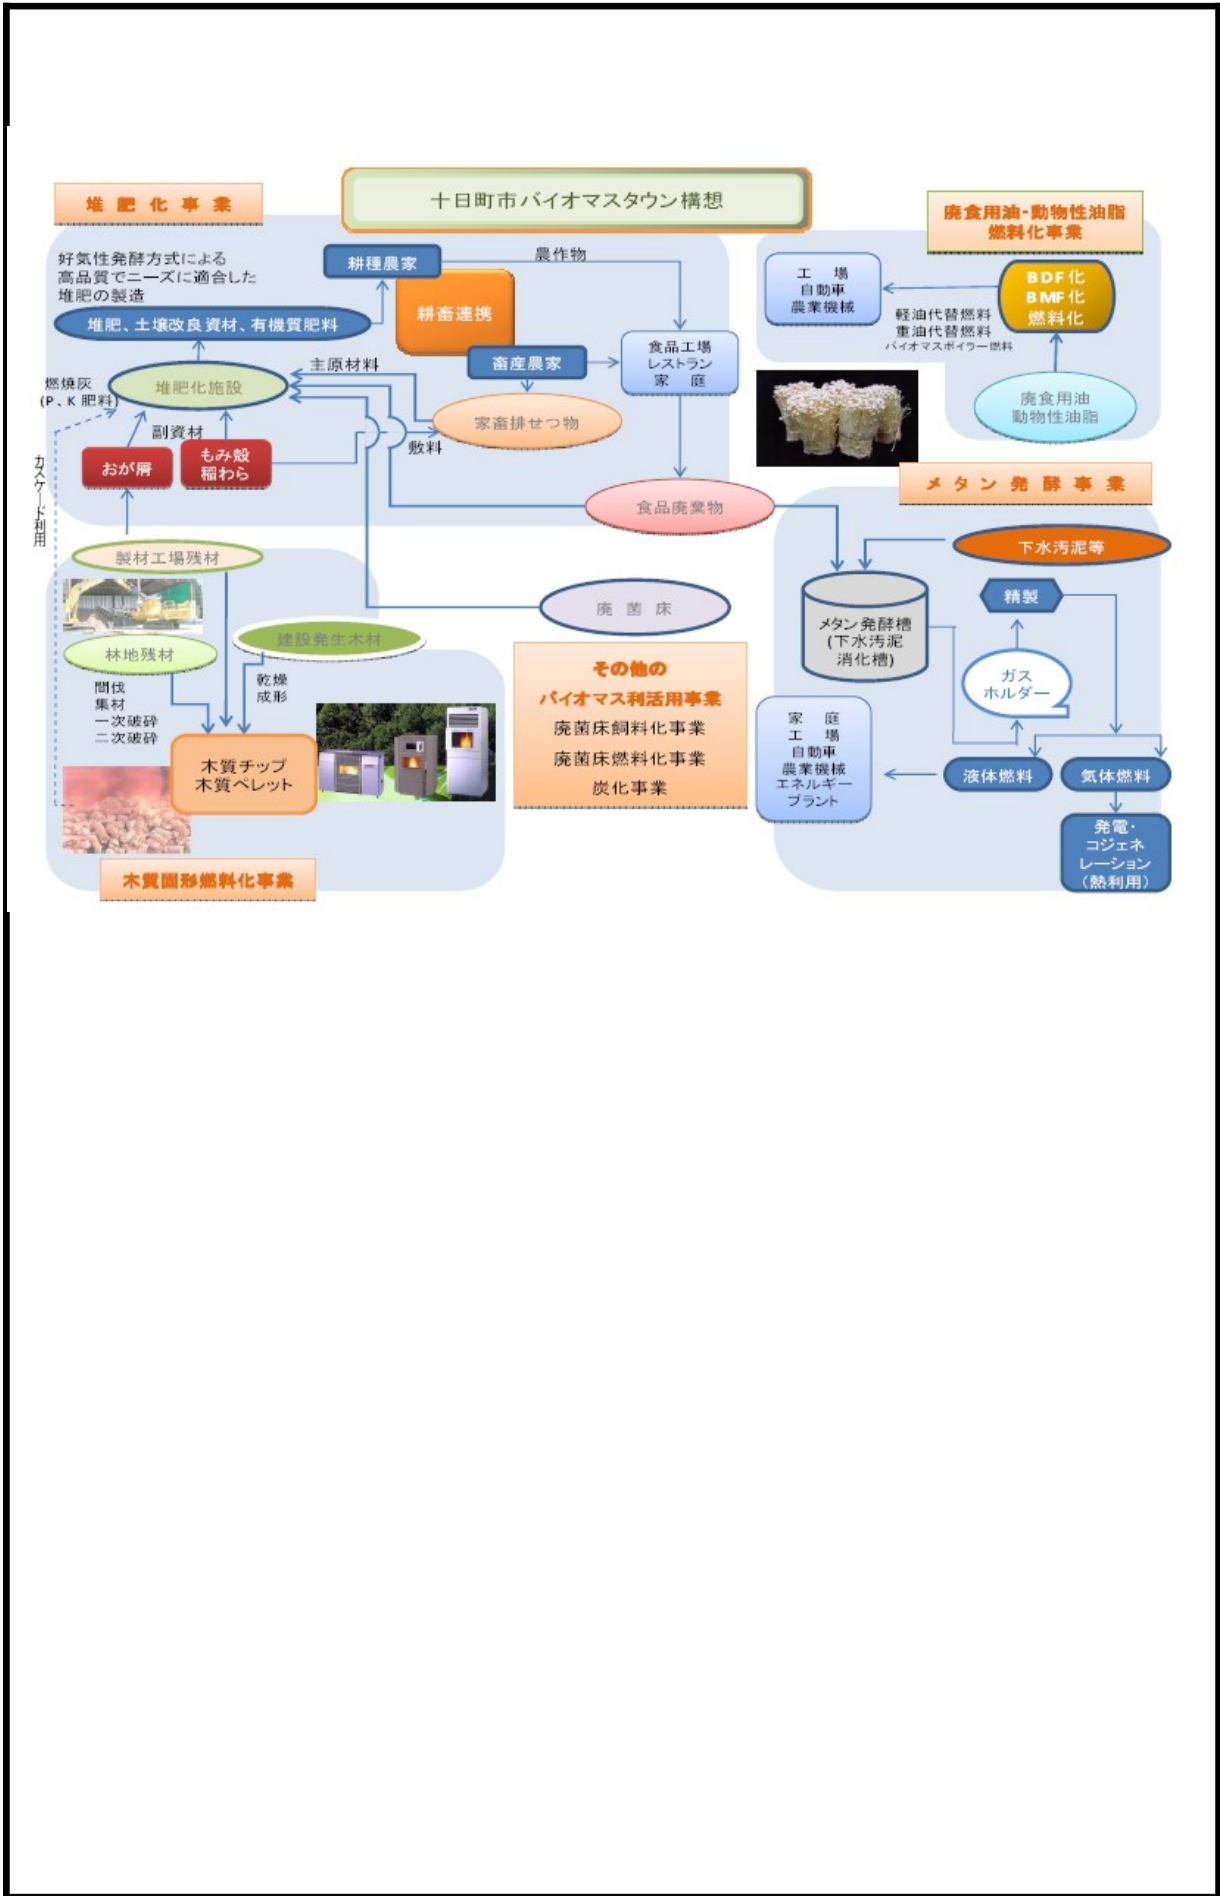 十日町市バイオマスタウン構想
堆肥化事業
好気性発酵方式による
高品質でニーズに適合した
堆肥の製造
堆肥、土壌改良資材、有機質肥料
耕種農家
農作物
耕畜連携
畜産農家
食品工場
レストラン
家庭
主原材料
堆肥化施設
燃焼灰
(P、K 肥料)
副資材
おが屑
もみ殻
稲わら
家畜排せつ物
敷料
カスケード利用
食品廃棄物
廃食用油・動物性油脂
燃料化事業
工場
自動車
農業機械
BDF化
BMF化
燃料化
軽油代替燃料
重油代替燃料
バイオマスボイラー燃料
廃食用油
動物性油脂
メタン発酵事業
下水汚泥等
メタン発酵槽
(下水汚泥
消化槽)
精製
ガス
ホルダー
家庭
工場
自動車
農業機械
エネルギー
プラント
液体燃料
気体燃料
発電・
コジェネ
レーション
(熱利用)
製材工場残材
林地残材
間伐
集材
一次破砕
二次破砕
建設発生木材
乾燥
成形
木質チップ
木質ペレット
木質固形燃料化事業
廃菌床
その他の
バイオマス利活用事業
廃菌床飼料化事業
廃菌床燃料化事業
炭化事業